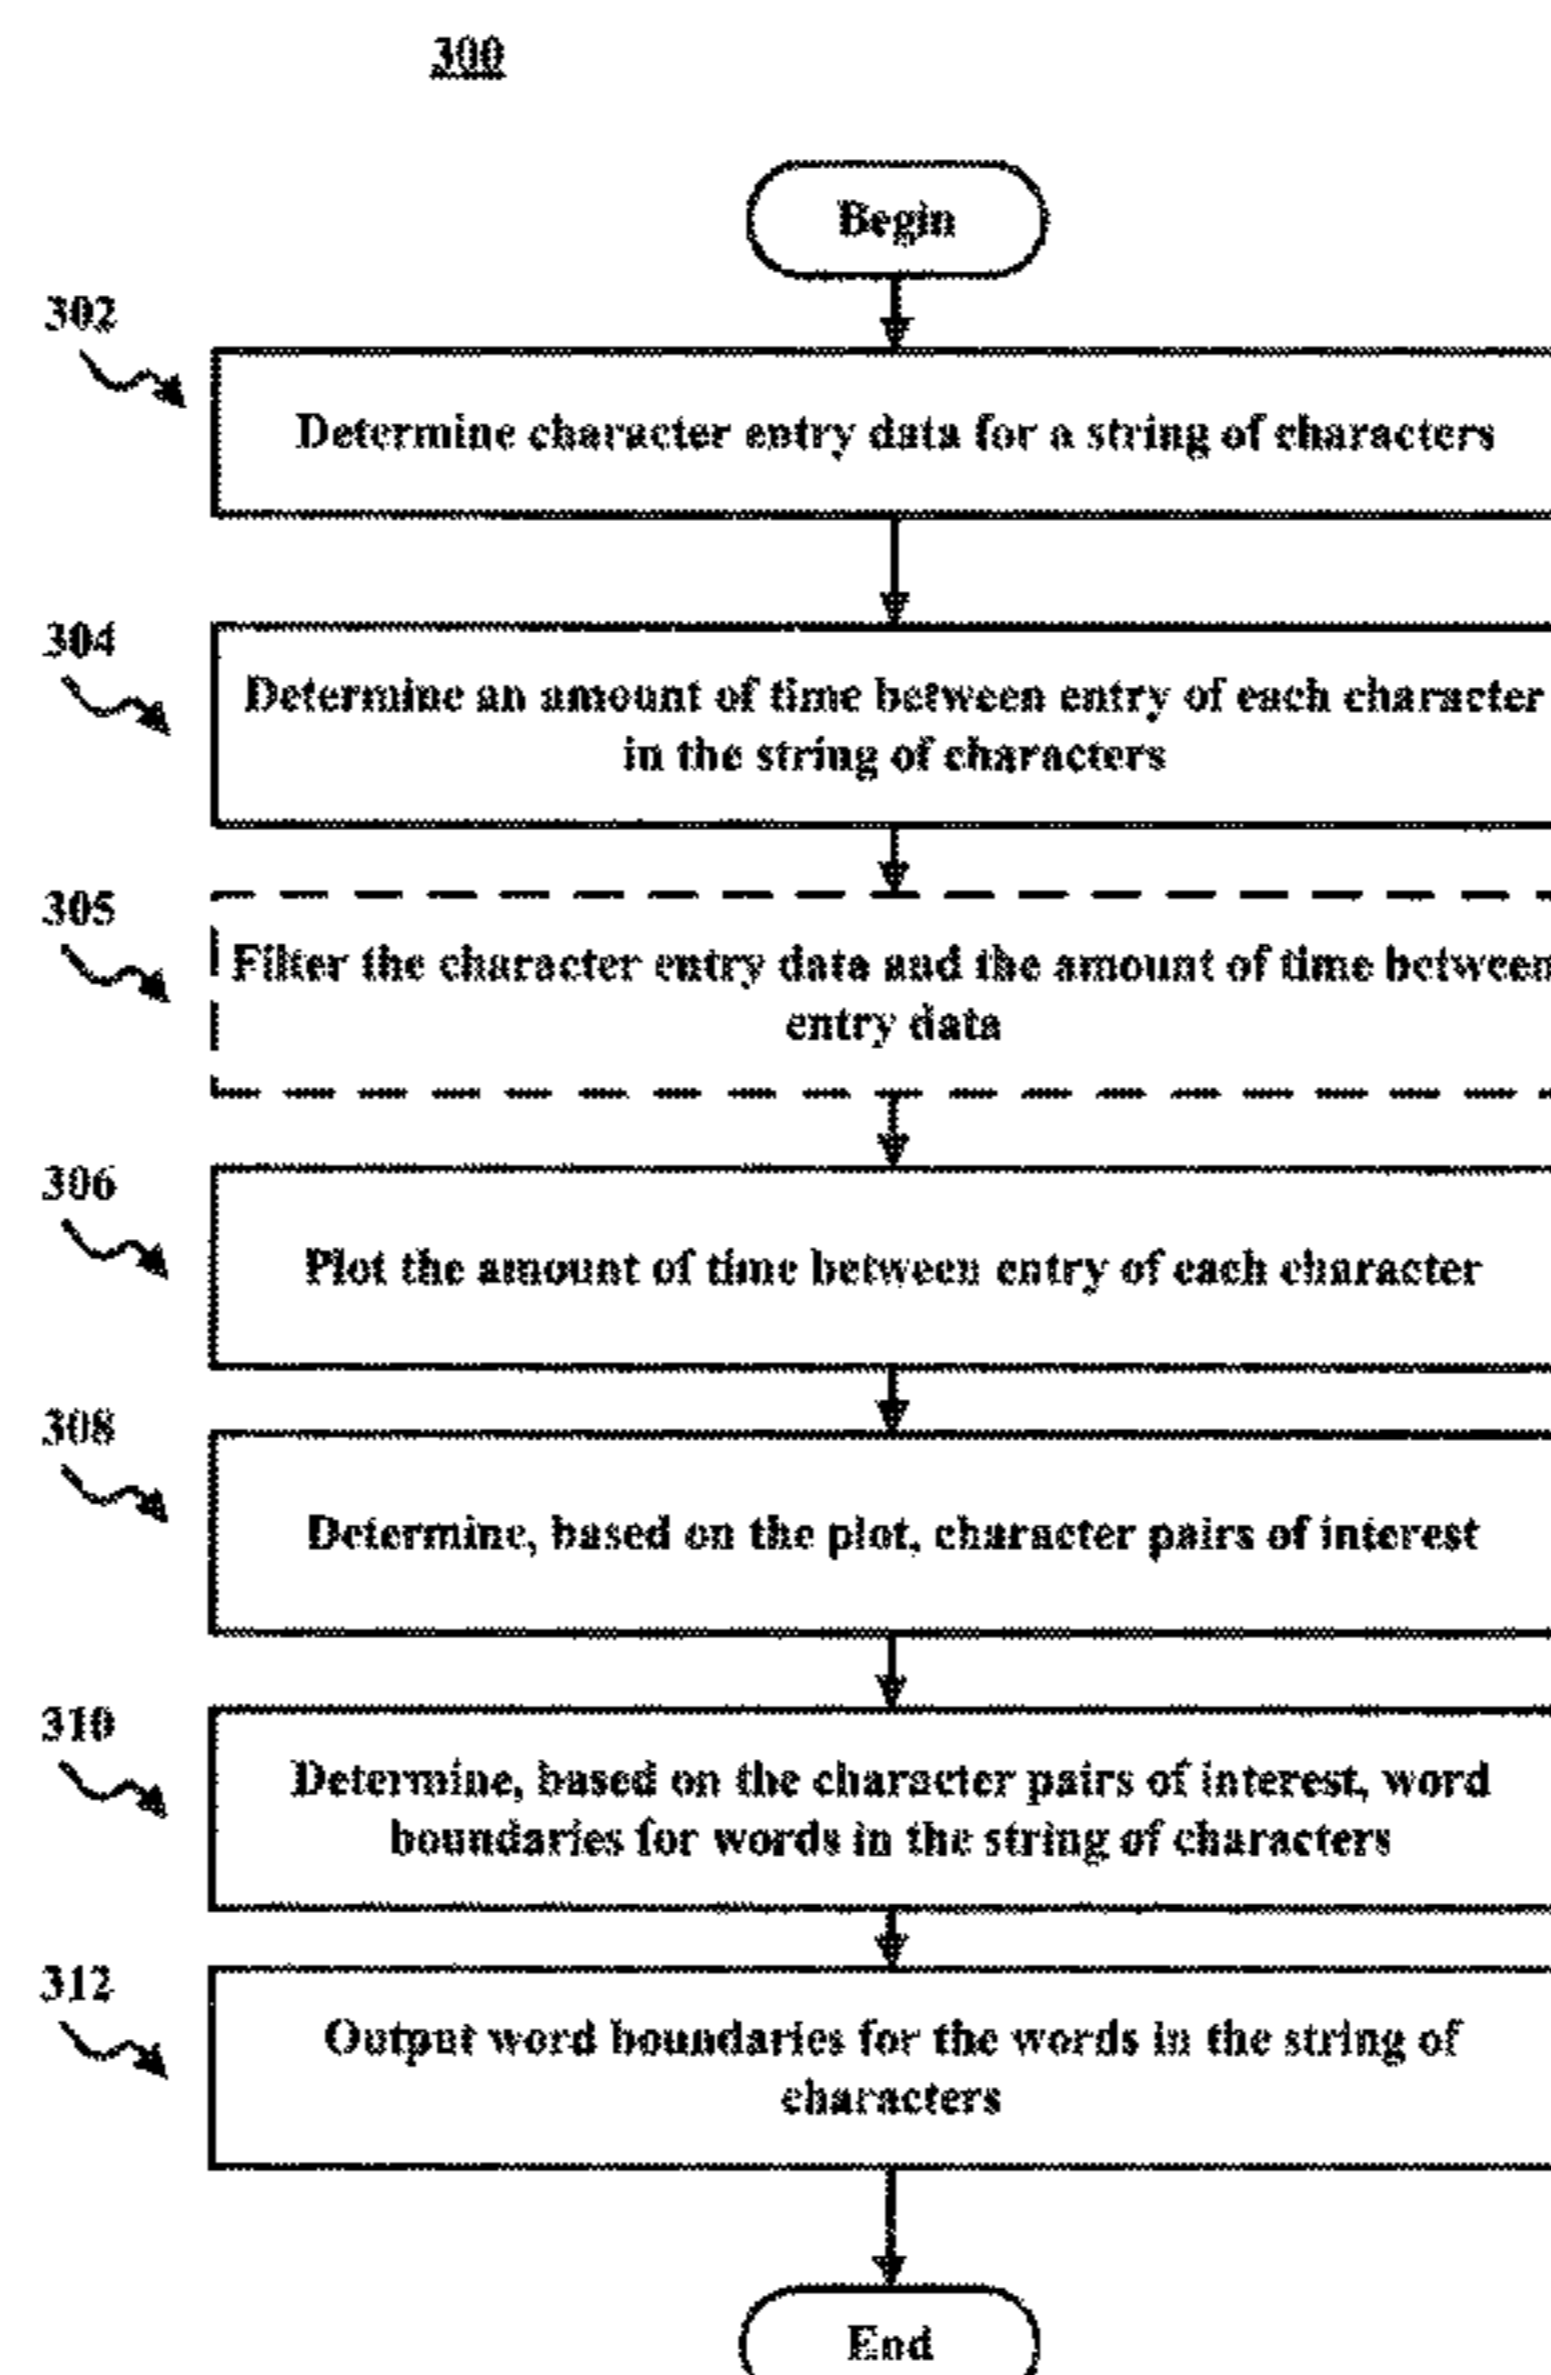 300
Begin
302
Determine character entry data for a string of characters
304
Determine an amount of time between entry of each character
in the string of characters
305
Filter the character entry data and the amount of time between
entry data
306
Plot the amount of time between entry of each character
308
Determine, based on the plot, character pairs of interest
310
Determine, based on the character pairs of interest, word
boundaries for words in the string of characters
312
Output word boundaries for the words in the string of
characters
End